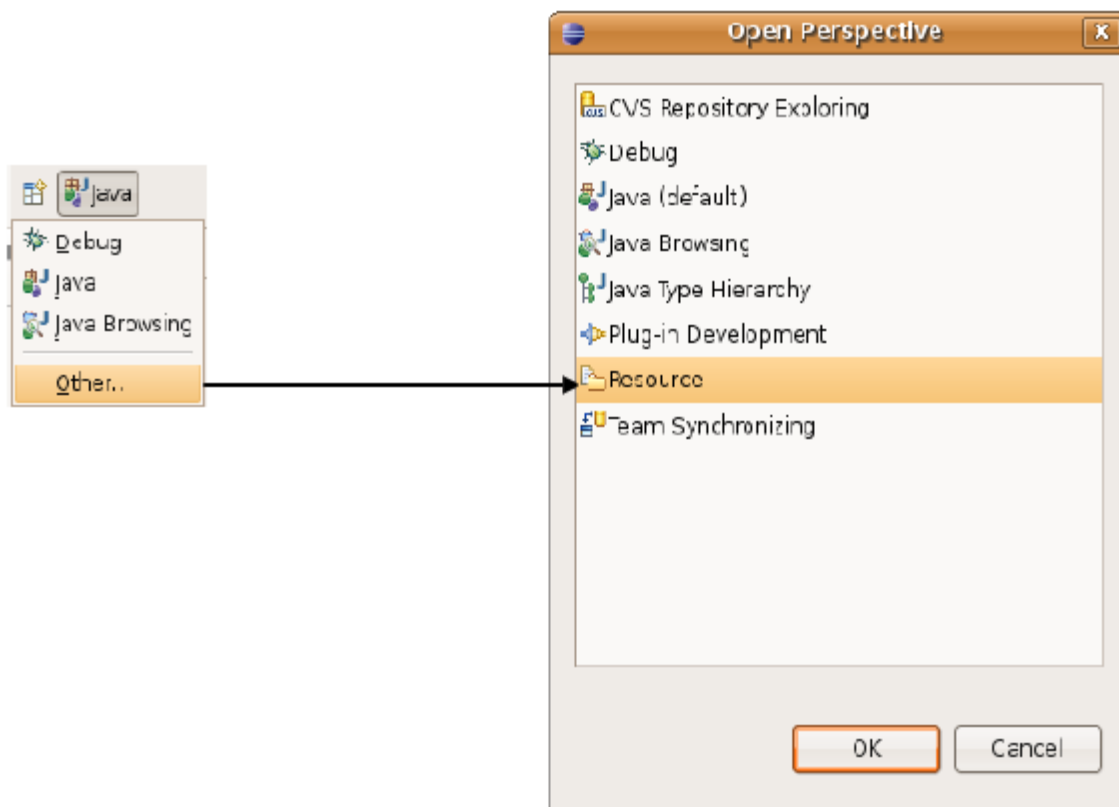 Java
Debug
Java
Java Browsing
Other..
Open Perspective
CVS Repository Exploring
Debug
Java (default)
Java Browsing
Java Type Hierarchy
Plug-in Development
Resource
Team Synchronizing
OK
Cancel